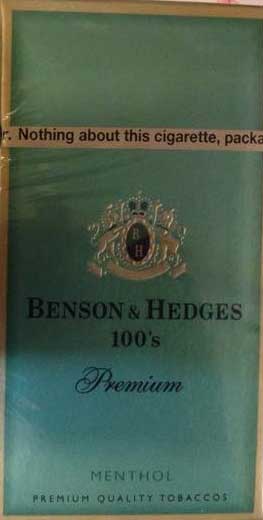 r. Nothing about this cigarette, packa
B
H
BENSON & HEDGES
100's
Premium
MENTHOL
PREMIUM QUALITY TOBACCOS